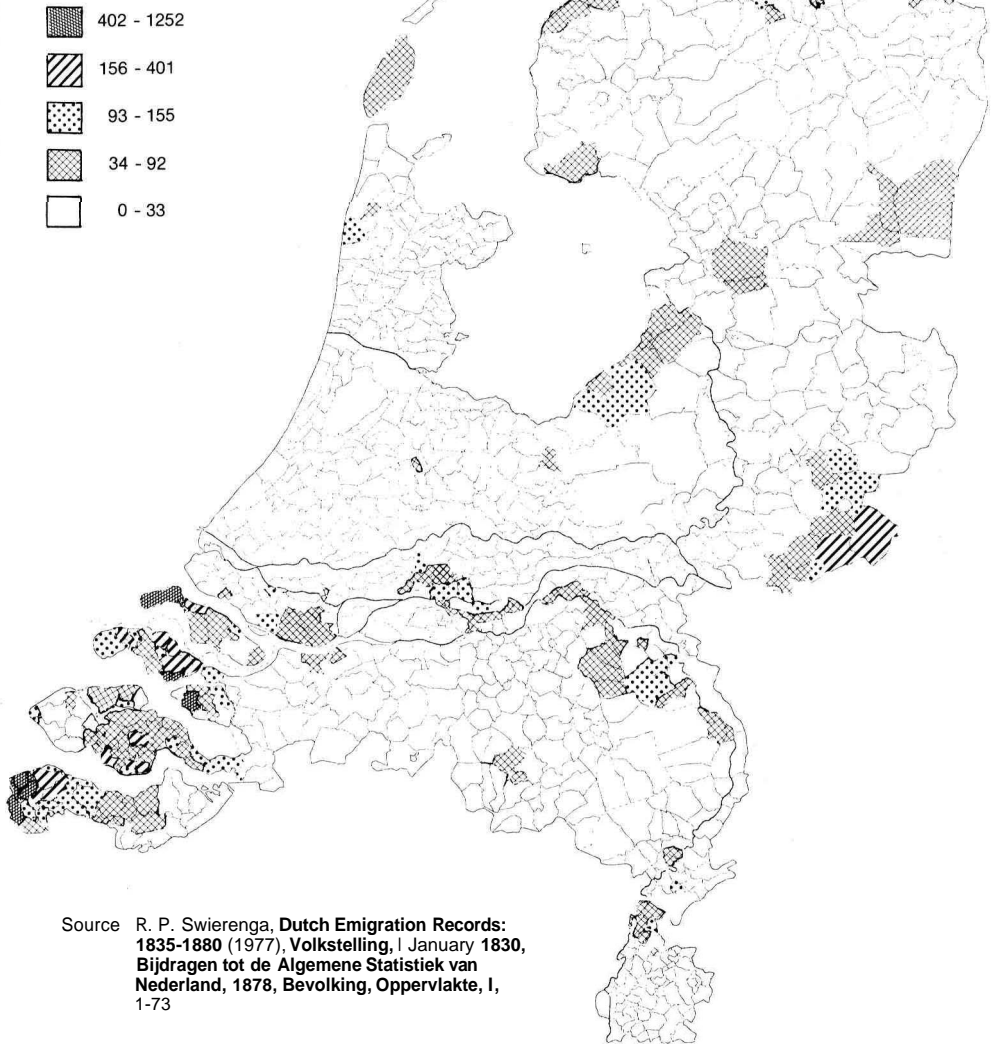 402 - 1252
156 - 401
93 - 155
34 - 92
0 - 33
Source R. P. Swierenga, Dutch Emigration Records:
1835-1880 (1977), Volkstelling, | January 1830,
Bijdragen tot de Algemene Statistiek van
Nederland, 1878, Bevolking, Oppervlakte, I,
1-73